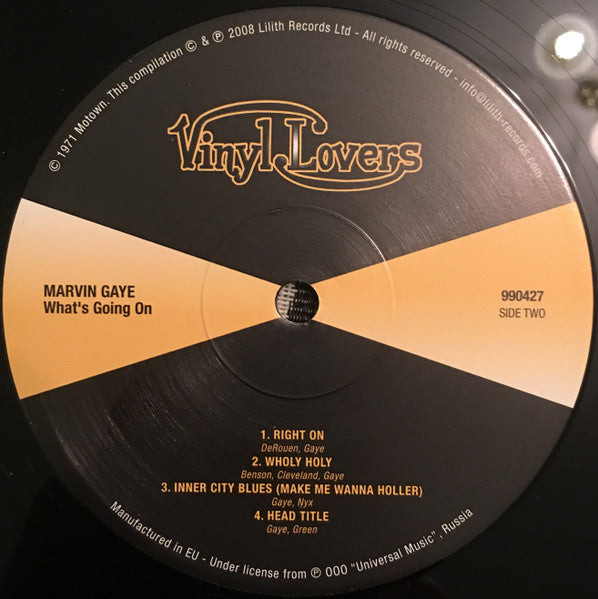 © 1971 Motown. This compilation © & ℗ 2008 Lilith Records Ltd - All rights reserved - info@lilith-records.com
Vinyl Lovers
MARVIN GAYE
What's Going On
990427
SIDE TWO
1. RIGHT ON
DeRouen, Gaye
2. WHOLY HOLY
Benson, Cleveland, Gaye
3. INNER CITY BLUES (MAKE ME WANNA HOLLER)
Gaye, Nyx
4. HEAD TITLE
Gaye, Green
Manufactured in EU - Under license from ℗ OOO "Universal Music", Russia